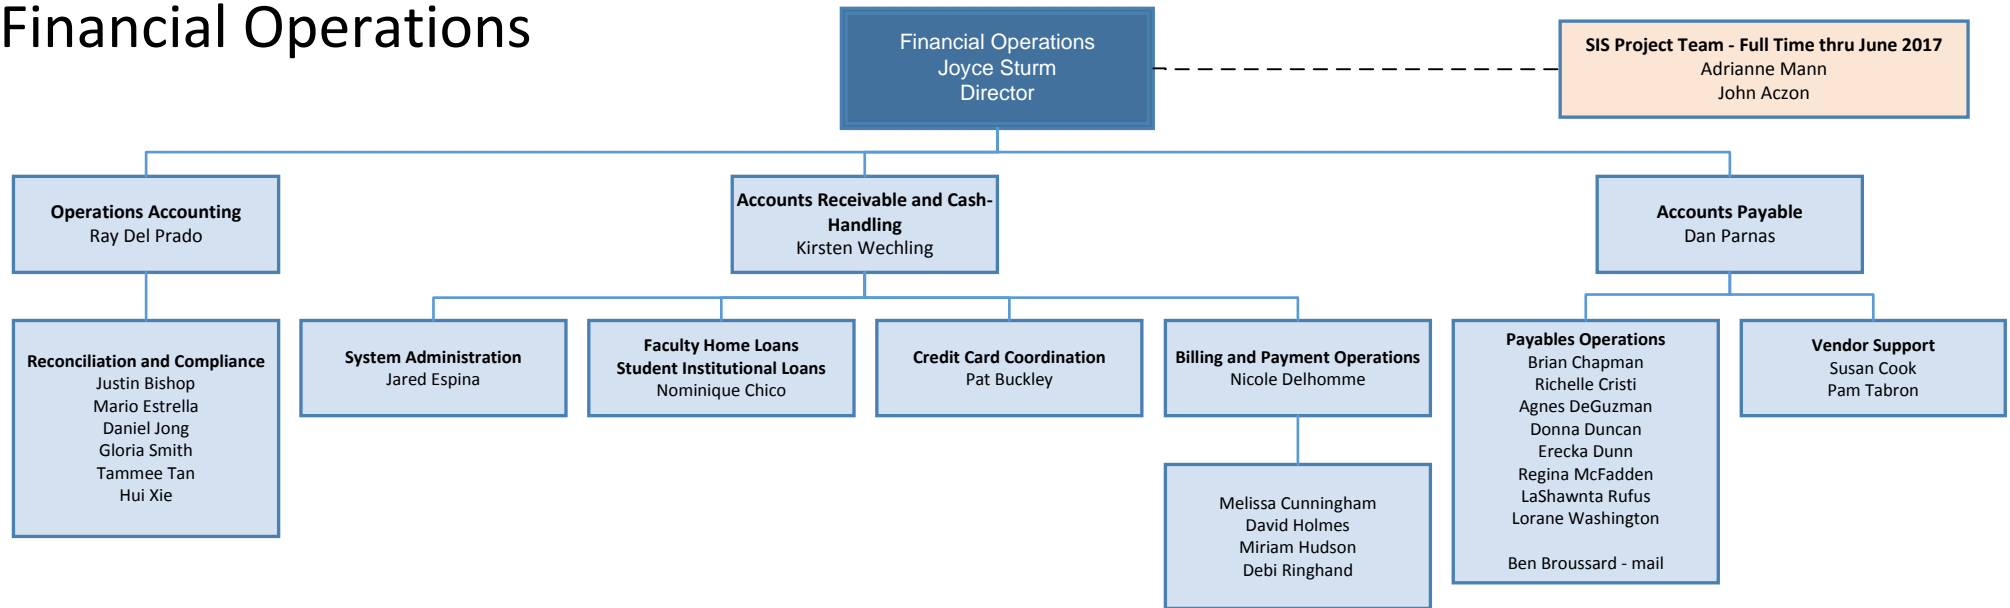 Financial Operations
Financial Operations
Joyce Sturm
Director
SIS Project Team - Full Time thru June 2017
Adrianne Mann
John Aczon
Operations Accounting
Ray Del Prado
Accounts Receivable and Cash-
Handling
Kirsten Wechling
Accounts Payable
Dan Parnas
Reconciliation and Compliance
Justin Bishop
Mario Estrella
Daniel Jong
Gloria Smith
Tammee Tan
Hui Xie
System Administration
Jared Espina
Faculty Home Loans
Student Institutional Loans
Nominique Chico
Credit Card Coordination
Pat Buckley
Billing and Payment Operations
Nicole Delhomme
Melissa Cunningham
David Holmes
Miriam Hudson
Debi Ringhand
Payables Operations
Brian Chapman
Richelle Cristi
Agnes DeGuzman
Donna Duncan
Erecka Dunn
Regina McFadden
LaShawnta Rufus
Lorane Washington
Ben Broussard - mail
Vendor Support
Susan Cook
Pam Tabron